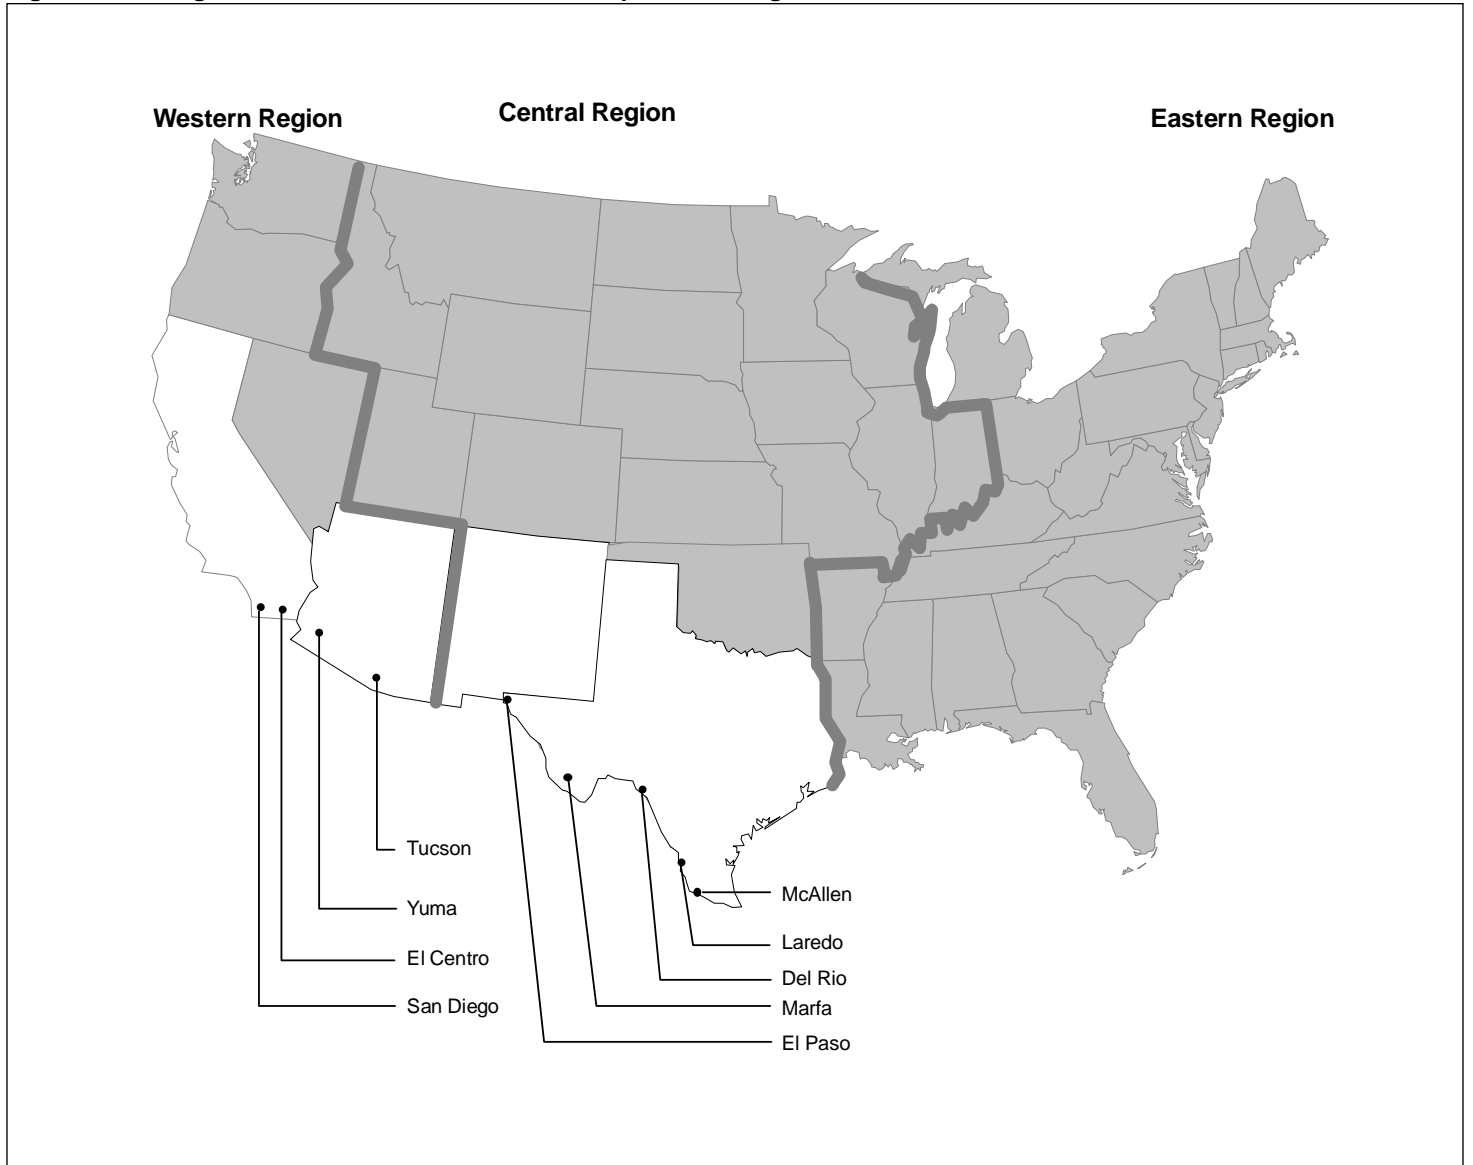 Western Region
Central Region
Eastern Region
Tucson
Yuma
El Centro
San Diego
McAllen
Laredo
Del Rio
Marfa
El Paso